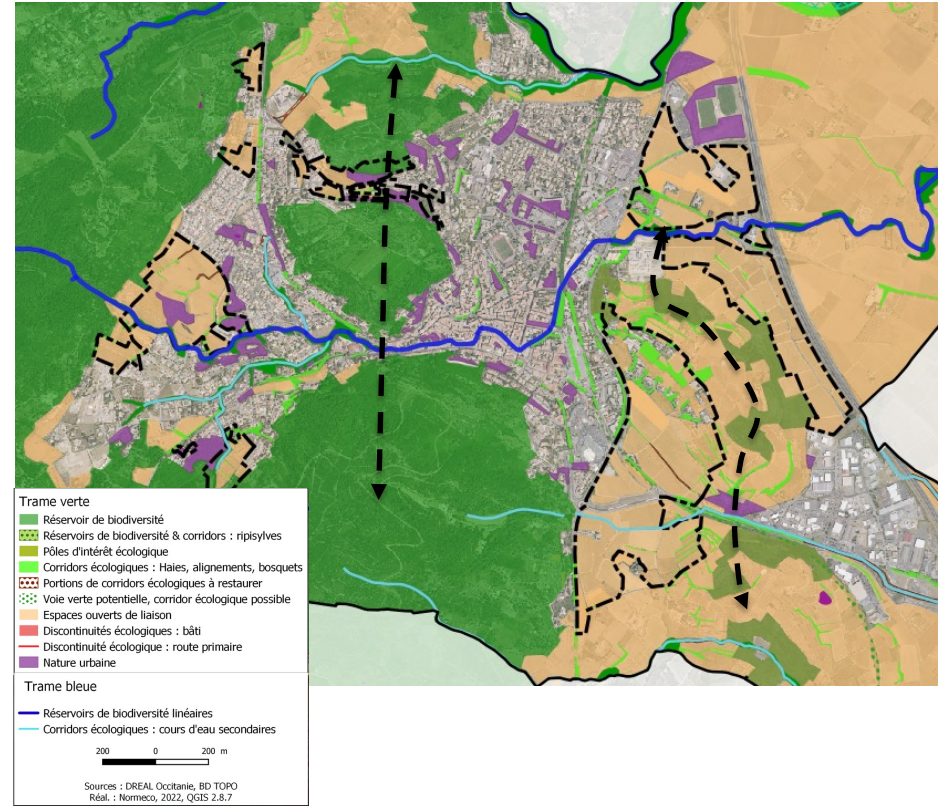 Trame verte
Réservoir de biodiversité
Réservoirs de biodiversité & corridors : ripisylves
Pôles d'intérêt écologique
Corridors écologiques : Haies, alignements, bosquets
Portions de corridors écologiques à restaurer
Voie verte potentielle, corridor écologique possible
Espaces ouverts de liaison
Discontinuités écologiques : bâti
Discontinuité écologique : route primaire
Nature urbaine
Trame bleue
Réservoirs de biodiversité linéaires
Corridors écologiques : cours d'eau secondaires
200 0 200 m
Sources : DREAL Occitanie, BD TOPO
Réal. : Normeco, 2022, QGIS 2.8.7